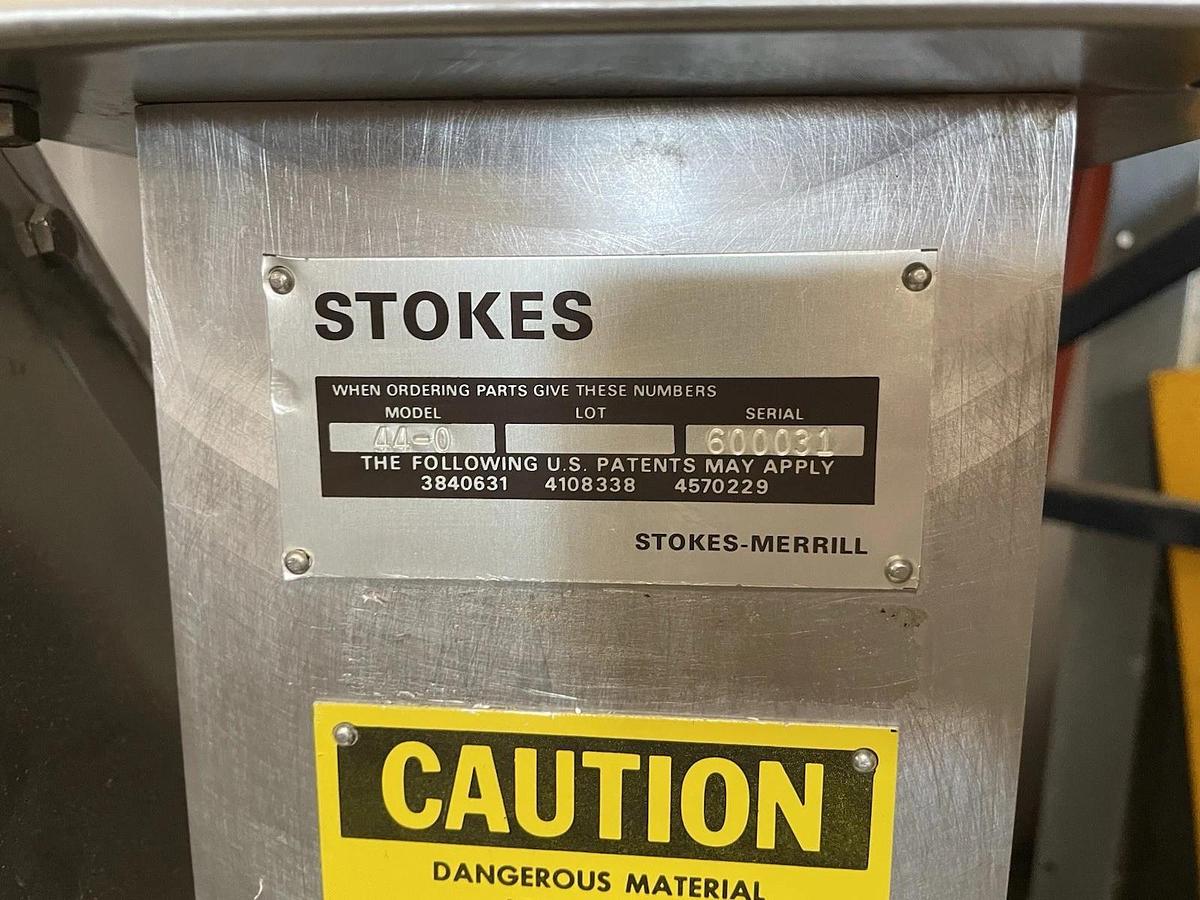 STOKES
WHEN ORDERING PARTS GIVE THESE NUMBERS
MODEL LOT SERIAL
44-0 600031
THE FOLLOWING U.S. PATENTS MAY APPLY
3840631 4108338 4570229
STOKES-MERRILL
CAUTION
DANGEROUS MATERIAL